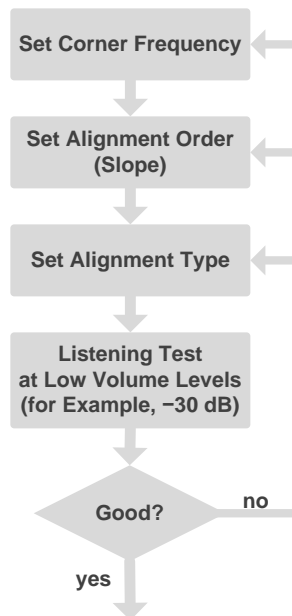 Set Corner Frequency
Set Alignment Order
(Slope)
Set Alignment Type
Listening Test
at Low Volume Levels
(for Example, −30 dB)
Good?
no
yes